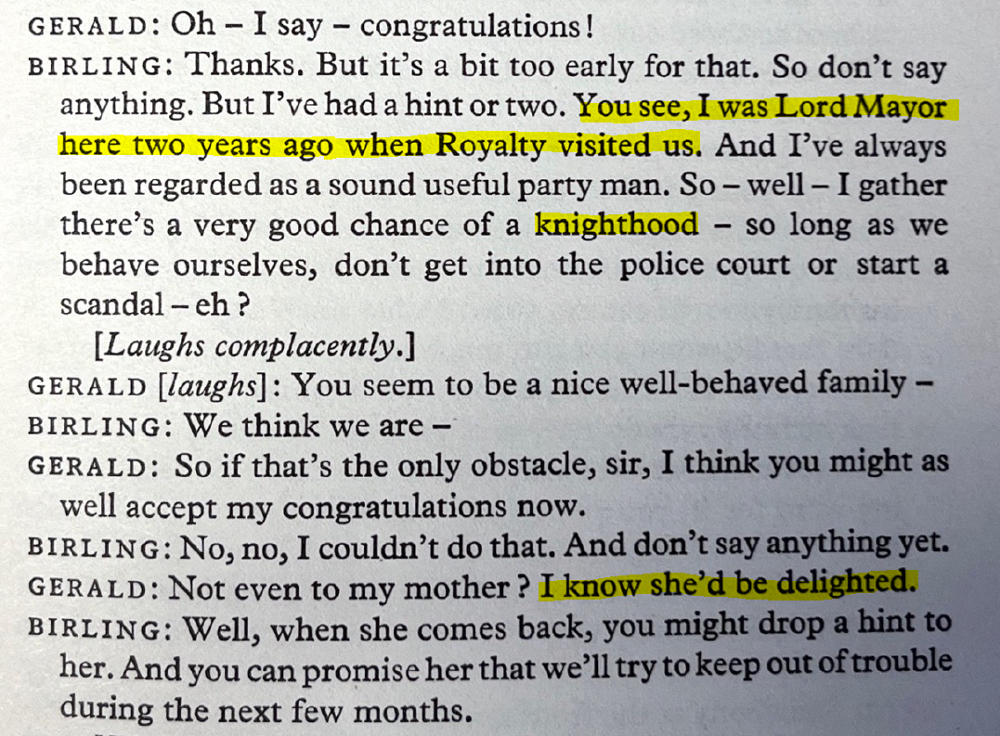 GERALD: Oh – I say – congratulations!
BIRLING: Thanks. But it's a bit too early for that. So don't say
anything. But I've had a hint or two. You see, I was Lord Mayor
here two years ago when Royalty visited us. And I've always
been regarded as a sound useful party man. So – well – I gather
there's a very good chance of a knighthood – so long as we
behave ourselves, don't get into the police court or start a
scandal – eh?
[Laughs complacently.]
GERALD [laughs]: You seem to be a nice well-behaved family –
BIRLING: We think we are –
GERALD: So if that's the only obstacle, sir, I think you might as
well accept my congratulations now.
BIRLING: No, no, I couldn't do that. And don't say anything yet.
GERALD: Not even to my mother? I know she'd be delighted.
BIRLING: Well, when she comes back, you might drop a hint to
her. And you can promise her that we'll try to keep out of trouble
during the next few months.